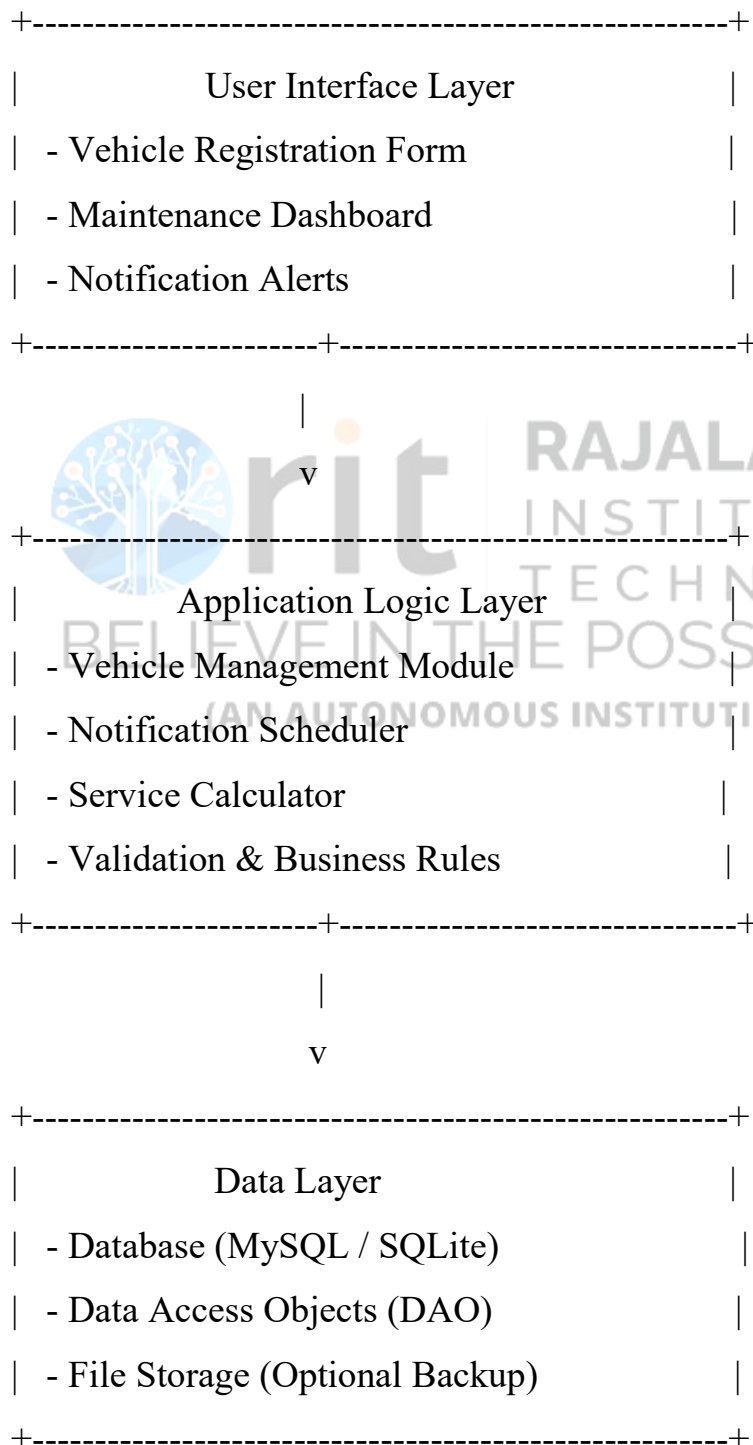 +-------------------------------------------------------+
| User Interface Layer |
| - Vehicle Registration Form |
| - Maintenance Dashboard |
| - Notification Alerts |
+-----------------------+--------------------------------+
|
v
rit
RAJALA
INSTIT
TECHN
BELIEVE IN THE POSS
(AN AUTONOMOUS INSTITUTI
+-------------------------------------------------------+
| Application Logic Layer |
| - Vehicle Management Module |
| - Notification Scheduler |
| - Service Calculator |
| - Validation & Business Rules |
+-----------------------+--------------------------------+
|
v
+-------------------------------------------------------+
| Data Layer |
| - Database (MySQL / SQLite) |
| - Data Access Objects (DAO) |
| - File Storage (Optional Backup) |
+-------------------------------------------------------+